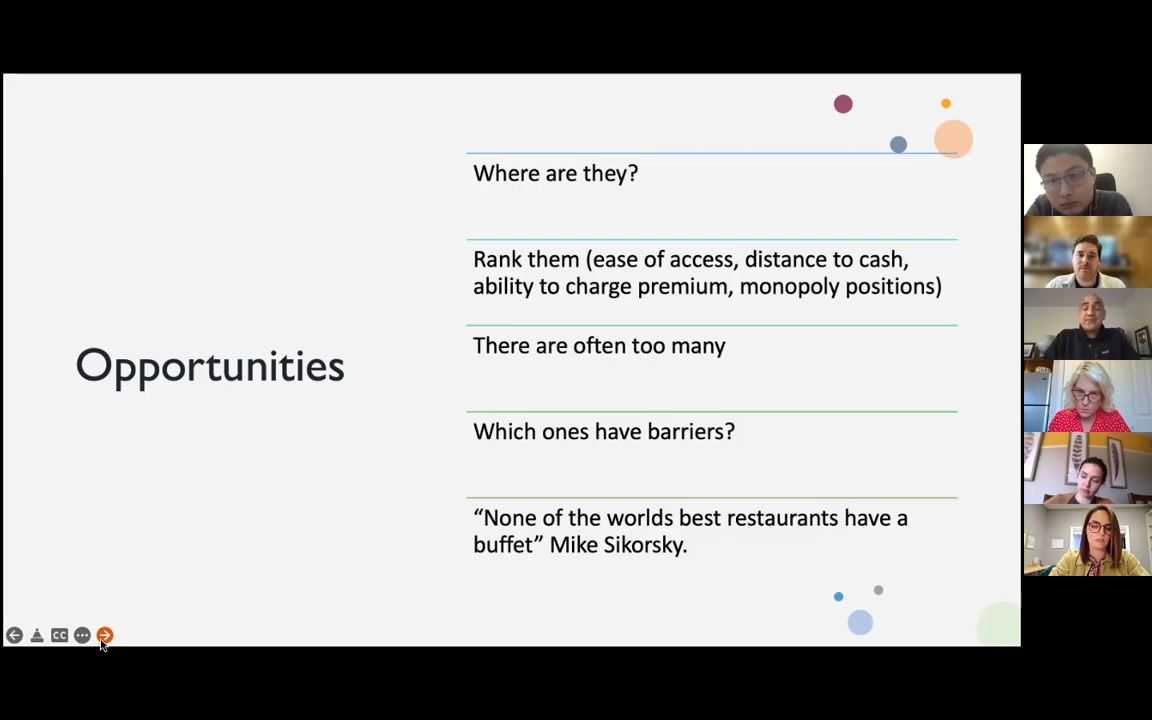 Opportunities
Where are they?
Rank them (ease of access, distance to cash,
ability to charge premium, monopoly positions)
There are often too many
Which ones have barriers?
“None of the worlds best restaurants have a
buffet” Mike Sikorsky.
CC